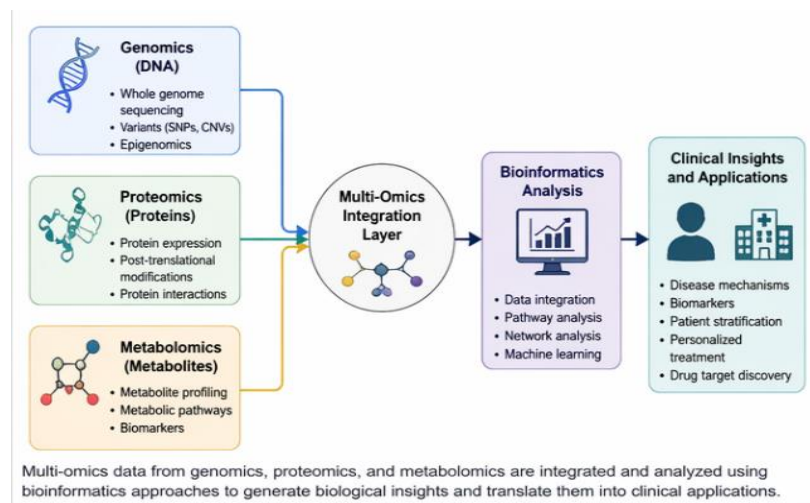 Genomics
(DNA)
• Whole genome
sequencing
• Variants (SNPs, CNVs)
• Epigenomics
Proteomics
(Proteins)
• Protein expression
• Post-translational
modifications
• Protein interactions
Metabolomics
(Metabolites)
• Metabolite profiling
• Metabolic pathways
• Biomarkers
Multi-Omics
Integration
Layer
Bioinformatics
Analysis
• Data integration
• Pathway analysis
• Network analysis
• Machine learning
Clinical Insights
and Applications
• Disease mechanisms
• Biomarkers
• Patient stratification
• Personalized
treatment
• Drug target discovery
Multi-omics data from genomics, proteomics, and metabolomics are integrated and analyzed using
bioinformatics approaches to generate biological insights and translate them into clinical applications.